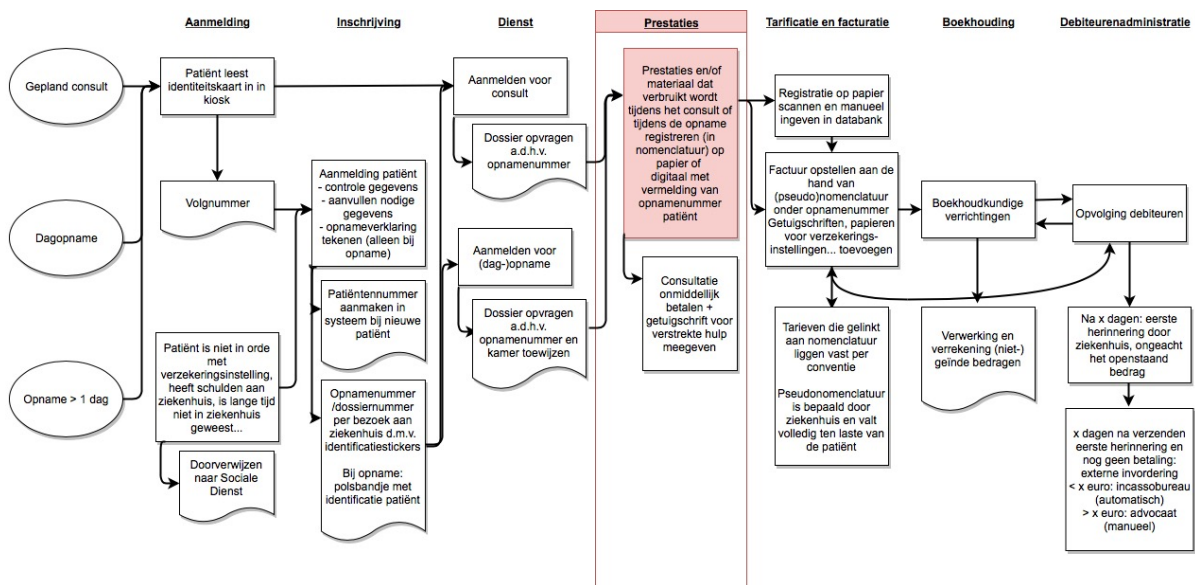 Aanmelding
Inschrijving
Dienst
Prestaties
Tarificatie en facturatie
Boekhouding
Debiteurenadministratie
Gepland consult
Dagopname
Opname > 1 dag
Patiënt leest
identiteitskaart in in
kiosk
Volgnummer
Patiënt is niet in orde
met
verzekeringsinstelling,
heeft schulden aan
ziekenhuis, is lange tijd
niet in ziekenhuis
geweest...
Doorverwijzen
naar Sociale
Dienst
Aanmelding patiënt
- controle gegevens
- aanvullen nodige
gegevens
- opnameverklaring
tekenen (alleen bij
opname)
Patiëntennummer
aanmaken in
systeem bij nieuwe
patiënt
Opnamenummer
/dossiernummer
per bezoek aan
ziekenhuis d.m.v.
identificatiestickers
Bij opname:
polsbandje met
identificatie patiënt
Aanmelden voor
consult
Dossier opvragen
a.d.h.v.
opnamenummer
Aanmelden voor
(dag-)opname
Dossier opvragen
a.d.h.v.
opnamenummer en
kamer toewijzen
Prestaties en/of
materiaal dat
verbruikt wordt
tijdens het consult of
tijdens de opname
registreren (in
nomenclatuur) op
papier of
digitaal met
vermelding van
opnamenummer
patiënt
Consultatie
onmiddellijk
betalen +
getuigschrift voor
verstrekte hulp
meegeven
Registratie op papier
scannen en manueel
ingeven in databank
Factuur opstellen aan de
hand van
(pseudo)nomenclatuur
onder opnamenummer
Getuigschriften, papieren
voor verzekerings-
instellingen... toevoegen
Tarieven die gelinkt
aan nomenclatuur
liggen vast per
conventie
Pseudonomenclatuur
is bepaald door
ziekenhuis en valt
volledig ten laste van
de patiënt
Boekhoudkundige
verrichtingen
Verwerking en
verrekening (niet-)
geïnde bedragen
Opvolging debiteuren
Na x dagen: eerste
herinnering door
ziekenhuis, ongeacht
het openstaand
bedrag
x dagen na verzenden
eerste herinnering en
nog geen betaling:
externe invordering
< x euro: incassobureau
(automatisch)
> x euro: advocaat
(manueel)